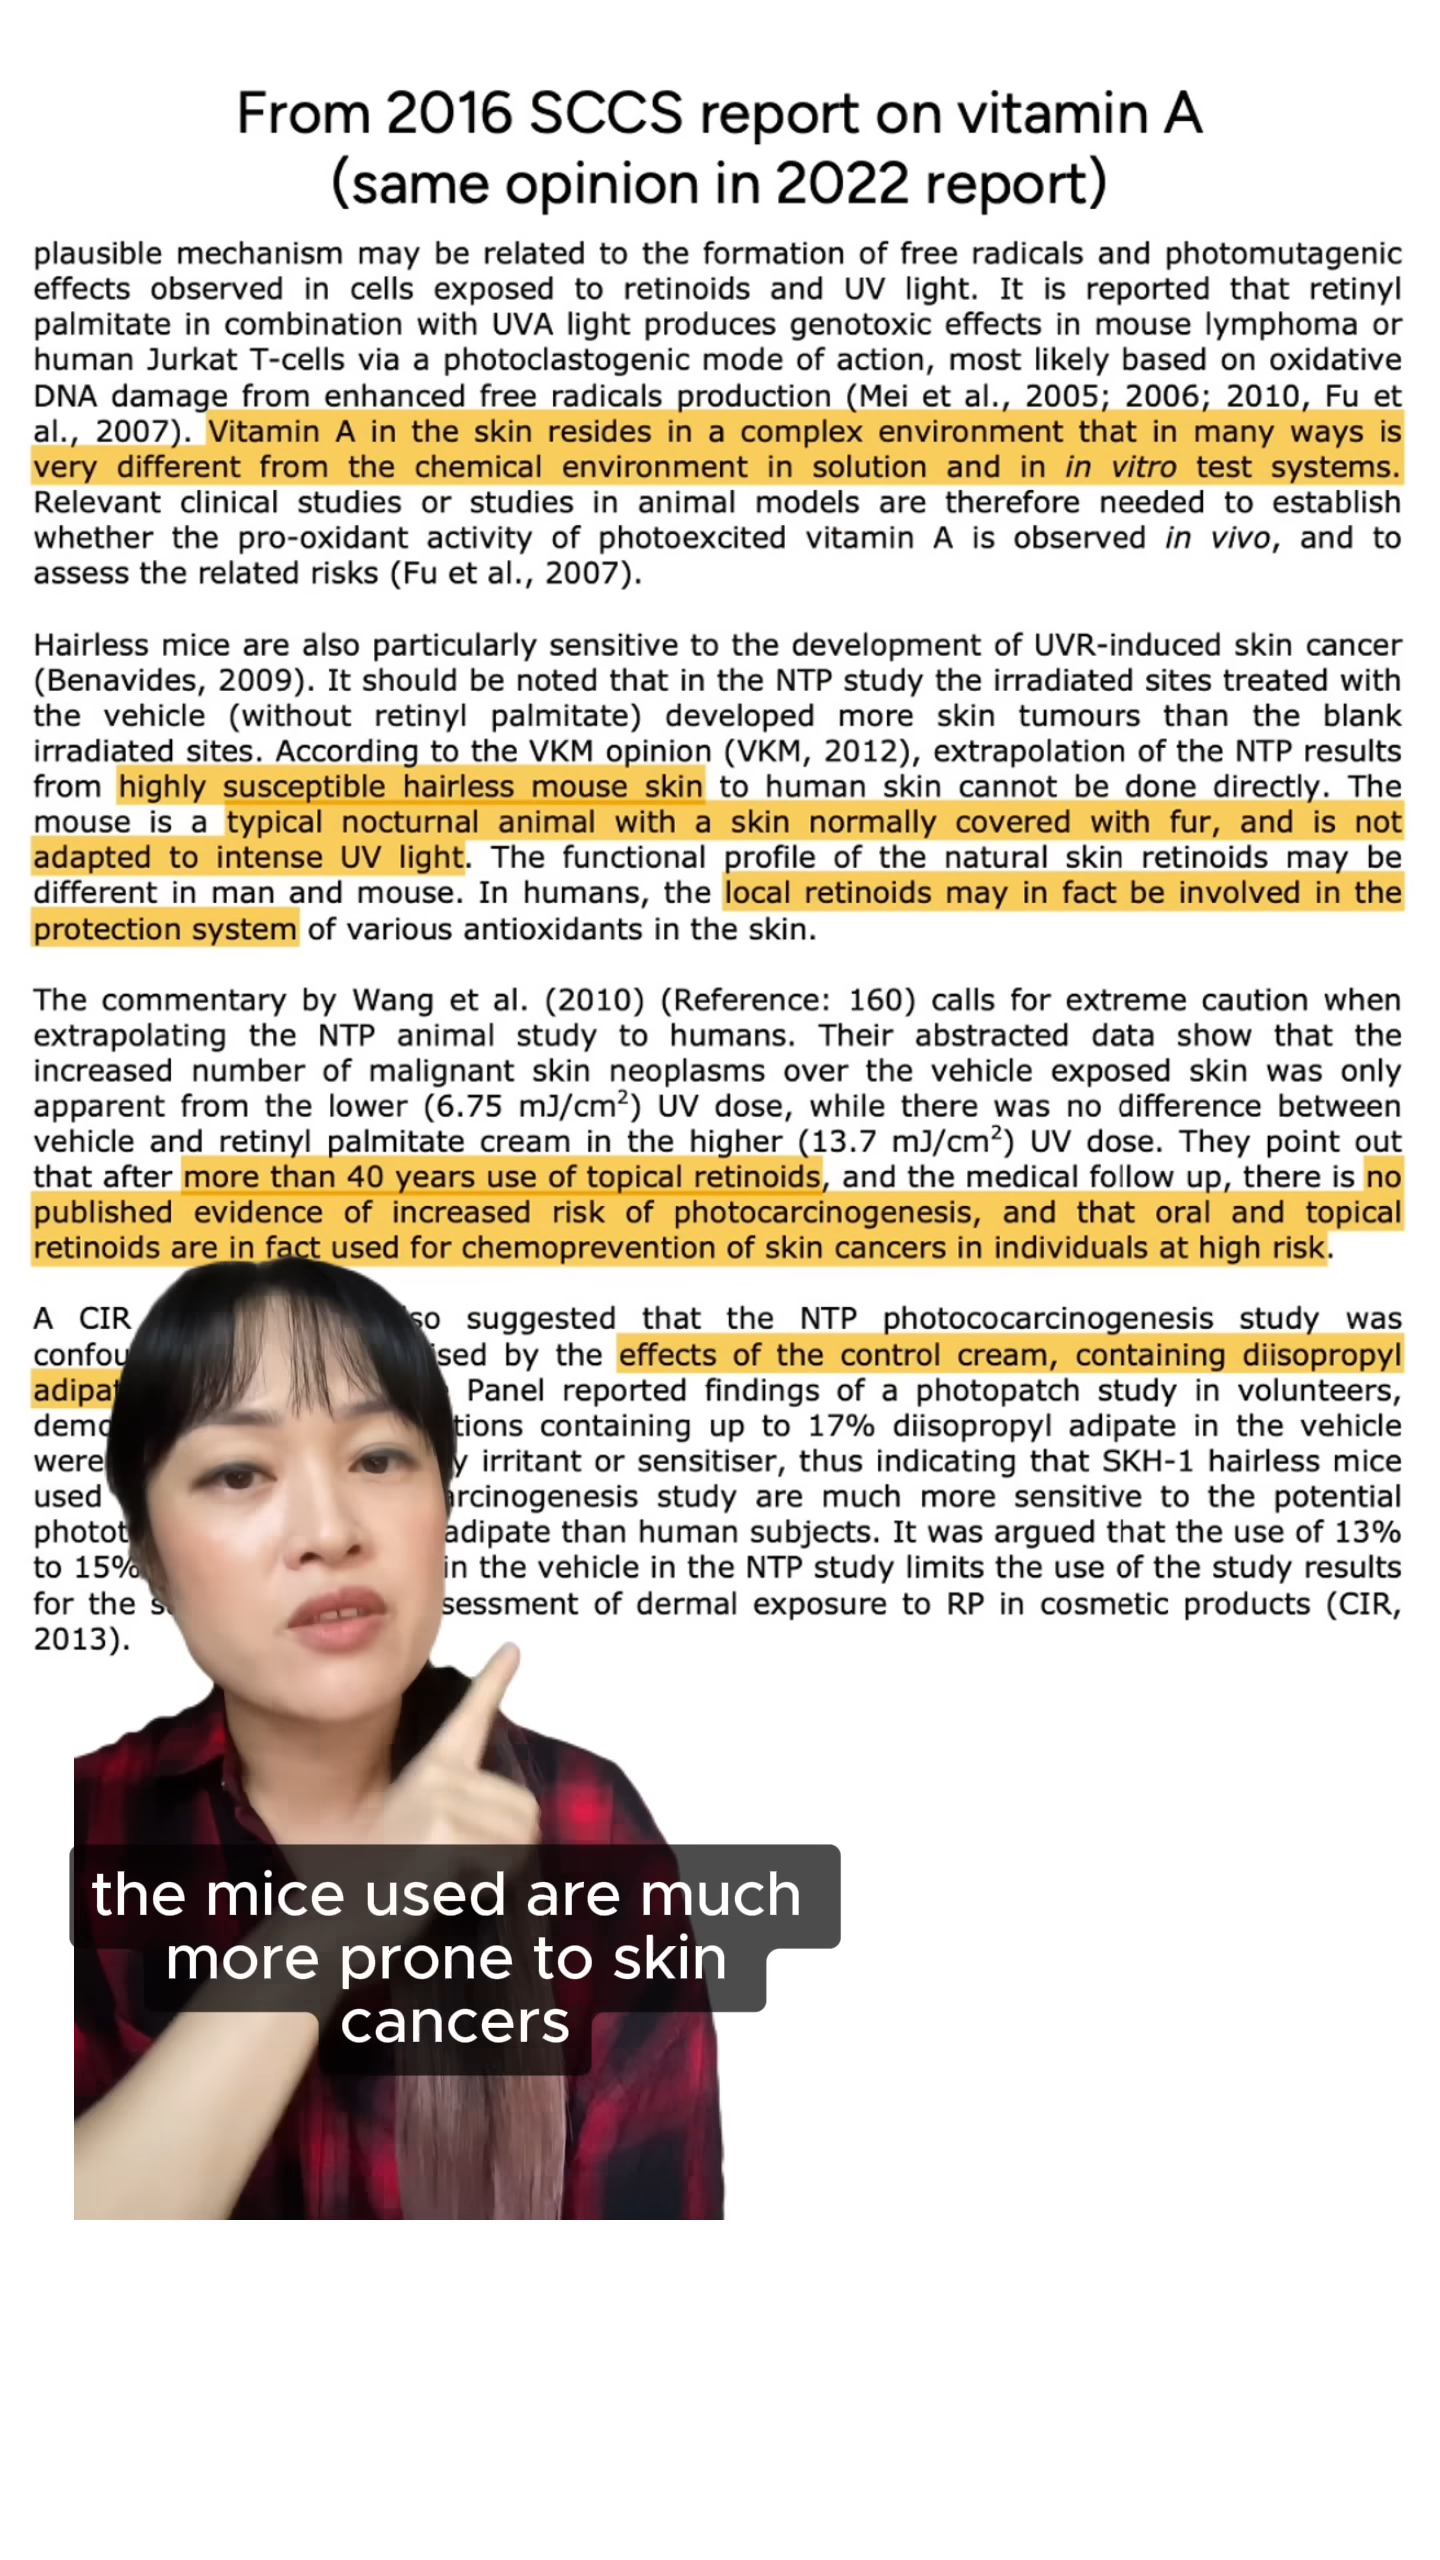 From 2016 SCCS report on vitamin A
(same opinion in 2022 report)
plausible mechanism may be related to the formation of free radicals and photomutagenic
effects observed in cells exposed to retinoids and UV light. It is reported that retinyl
palmitate in combination with UVA light produces genotoxic effects in mouse lymphoma or
human Jurkat T-cells via a photoclastogenic mode of action, most likely based on oxidative
DNA damage from enhanced free radicals production (Mei et al., 2005; 2006; 2010, Fu et
al., 2007). Vitamin A in the skin resides in a complex environment that in many ways is
very different from the chemical environment in solution and in in vitro test systems.
Relevant clinical studies or studies in animal models are therefore needed to establish
whether the pro-oxidant activity of photoexcited vitamin A is observed in vivo, and to
assess the related risks (Fu et al., 2007).
Hairless mice are also particularly sensitive to the development of UVR-induced skin cancer
(Benavides, 2009). It should be noted that in the NTP study the irradiated sites treated with
the vehicle (without retinyl palmitate) developed more skin tumours than the blank
irradiated sites. According to the VKM opinion (VKM, 2012), extrapolation of the NTP results
from highly susceptible hairless mouse skin to human skin cannot be done directly. The
mouse is a typical nocturnal animal with a skin normally covered with fur, and is not
adapted to intense UV light. The functional profile of the natural skin retinoids may be
different in man and mouse. In humans, the local retinoids may in fact be involved in the
protection system of various antioxidants in the skin.
The commentary by Wang et al. (2010) (Reference: 160) calls for extreme caution when
extrapolating the NTP animal study to humans. Their abstracted data show that the
increased number of malignant skin neoplasms over the vehicle exposed skin was only
apparent from the lower (6.75 mJ/cm²) UV dose, while there was no difference between
vehicle and retinyl palmitate cream in the higher (13.7 mJ/cm²) UV dose. They point out
that after more than 40 years use of topical retinoids, and the medical follow up, there is no
published evidence of increased risk of photocarcinogenesis, and that oral and topical
retinoids are in fact used for chemoprevention of skin cancers in individuals at high risk.
A CIR suggested that the NTP photococarcinogenesis study was
by the effects of the control cream, containing diisopropyl
Panel reported findings of a photopatch study in volunteers,
containing up to 17% diisopropyl adipate in the vehicle
were irritant or sensitiser, thus indicating that SKH-1 hairless mice
used study are much more sensitive to the potential
adipate than human subjects. It was argued that the use of 13%
to 15% in the vehicle in the NTP study limits the use of the study results
for the of dermal exposure to RP in cosmetic products (CIR,
2013).
the mice used are much
more prone to skin
cancers